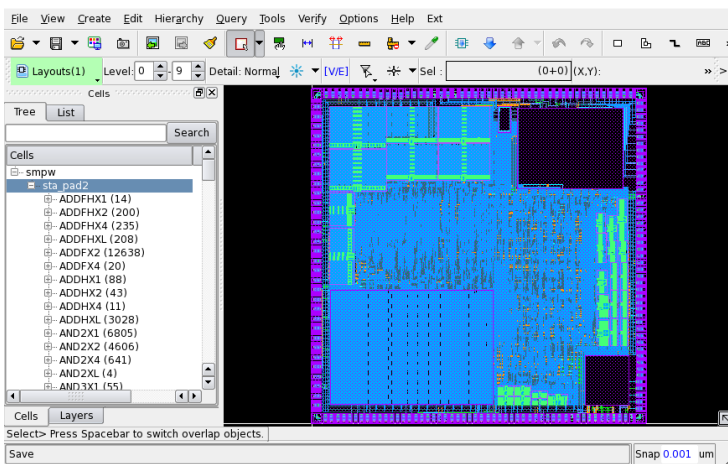 File View Create Edit Hierarchy Query Tools Verify Options Help Ext
Layouts(1) Level: 0 - 9 Detail: Normal [V/E] Sel : (0+0) (X,Y): »
Cells
Tree List
Search
Cells
smpw
sta_pad2
ADDFHX1 (14)
ADDFHX2 (200)
ADDFHX4 (235)
ADDFHXL (208)
ADDFX2 (12638)
ADDFX4 (20)
ADDHX1 (88)
ADDHX2 (43)
ADDHX4 (11)
ADDHXL (3028)
AND2X1 (6805)
AND2X2 (4606)
AND2X4 (641)
AND2XL (4)
AND3X1 (55)
Cells Layers
Select> Press Spacebar to switch overlap objects.
Save Snap 0.001 um